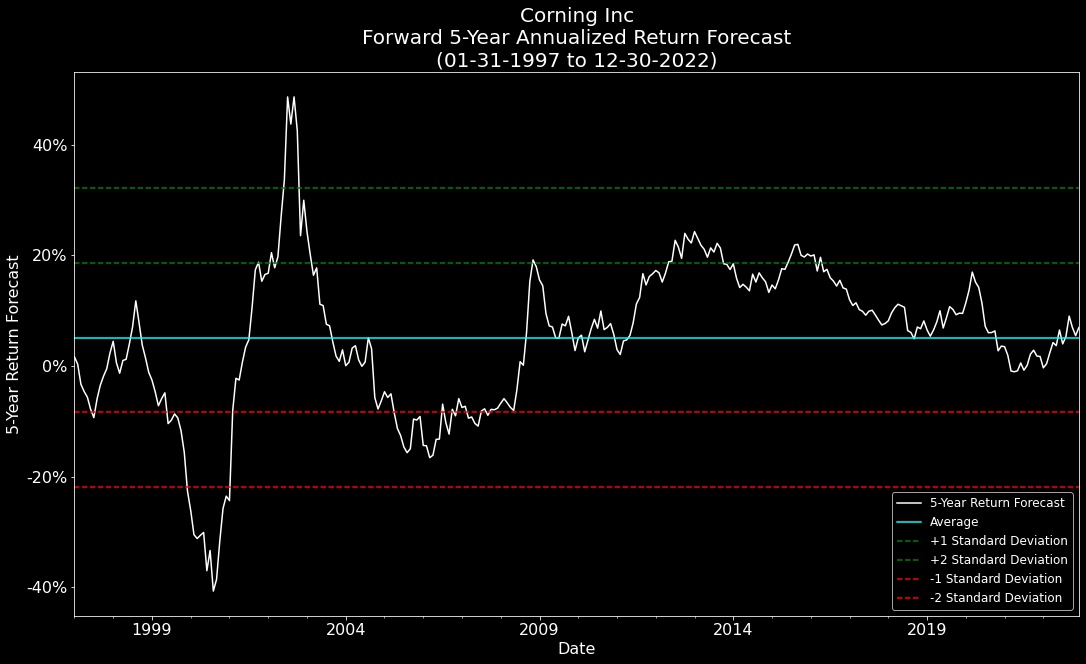 Corning Inc
Forward 5-Year Annualized Return Forecast
(01-31-1997 to 12-30-2022)
5-Year Return Forecast
40%
20%
0%
-20%
-40%
5-Year Return Forecast
Average
+1 Standard Deviation
+2 Standard Deviation
-1 Standard Deviation
-2 Standard Deviation
1999
2004
2009
2014
2019
Date